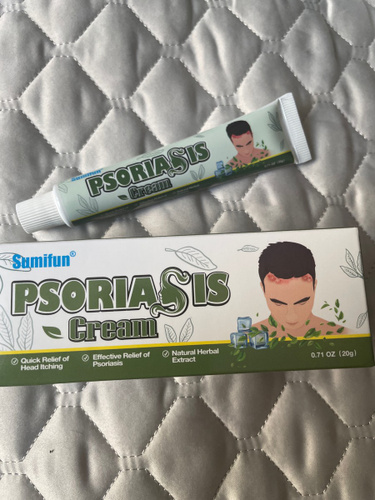 PSORIASIS
Cream
Sumifun®
PSORIASIS
Cream
Quick Relief of
Head Itching
Effective Relief of
Psoriasis
Natural Herbal
Extract
0.71 OZ (20g)